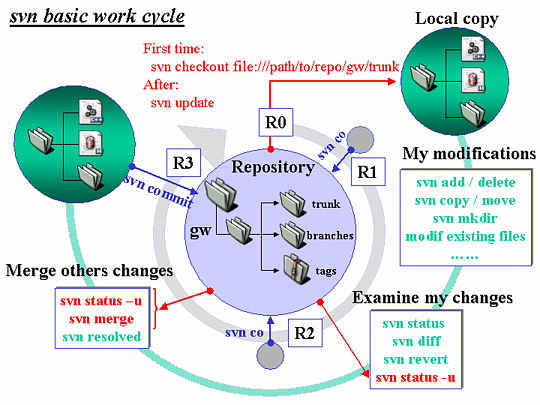 svn basic work cycle
Local copy
First time:
svn checkout file:///path/to/repo/gw/trunk
After:
svn update
R0
svn co
R3
Repository
R1
My modifications
svn commit
svn add / delete
svn copy / move
svn mkdir
modif existing files
……
trunk
gw
branches
tags
Merge others changes
svn status –u
svn merge
svn resolved
Examine my changes
svn co
R2
svn status
svn diff
svn revert
svn status -u